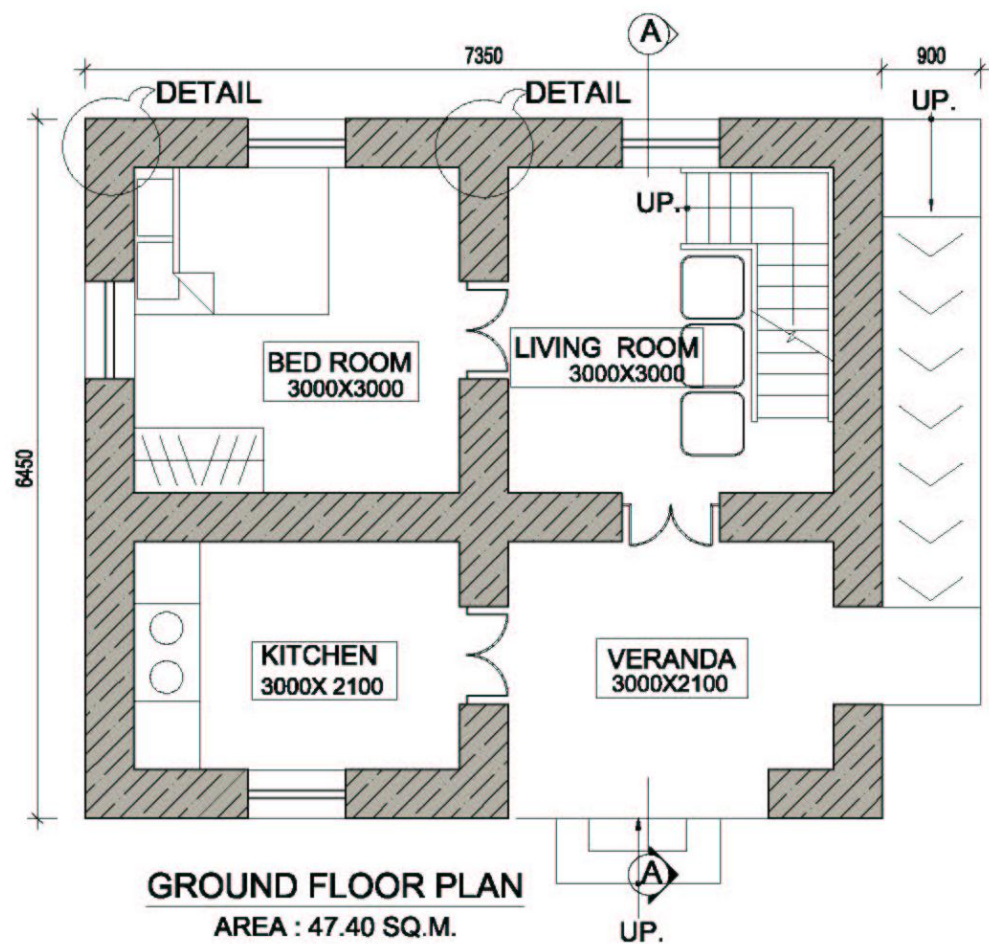 A
7350
900
DETAIL
DETAIL
UP.
UP.
6450
BED ROOM
3000X3000
LIVING ROOM
3000X3000
KITCHEN
3000X 2100
VERANDA
3000X2100
A
UP.
GROUND FLOOR PLAN
AREA : 47.40 SQ.M.